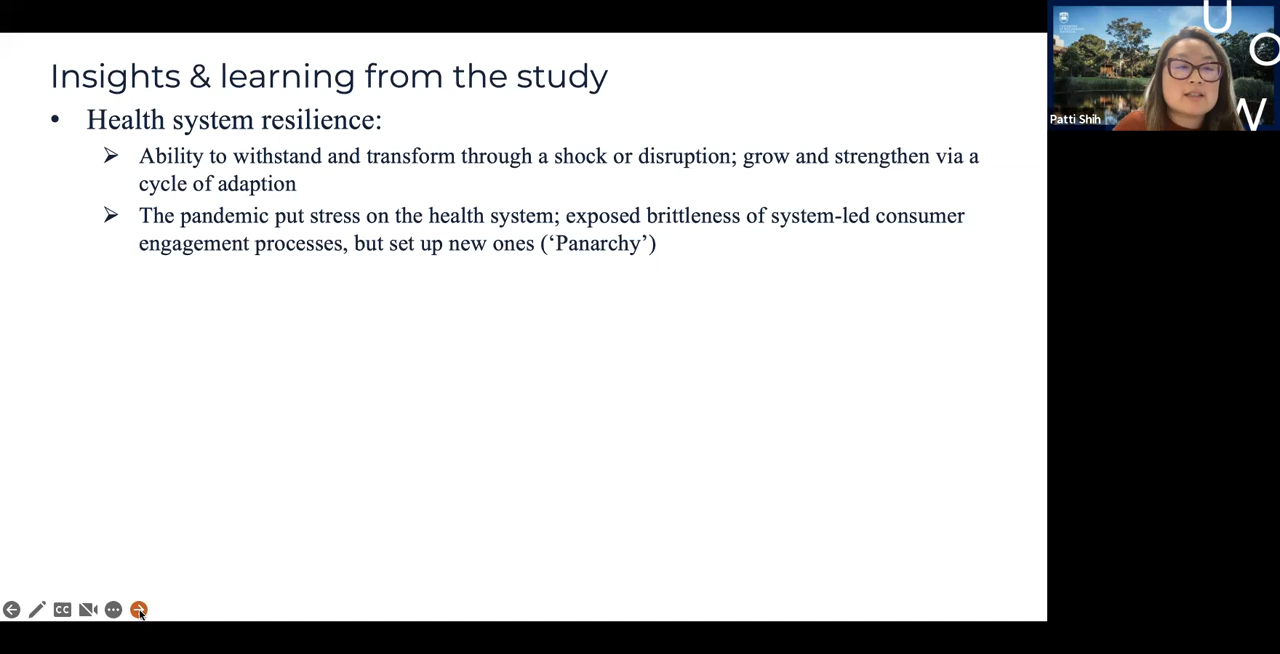 Insights & learning from the study
• Health system resilience:
➢ Ability to withstand and transform through a shock or disruption; grow and strengthen via a
cycle of adaption
➢ The pandemic put stress on the health system; exposed brittleness of system-led consumer
engagement processes, but set up new ones (‘Panarchy’)
CC
U
O
W
Patti Shih